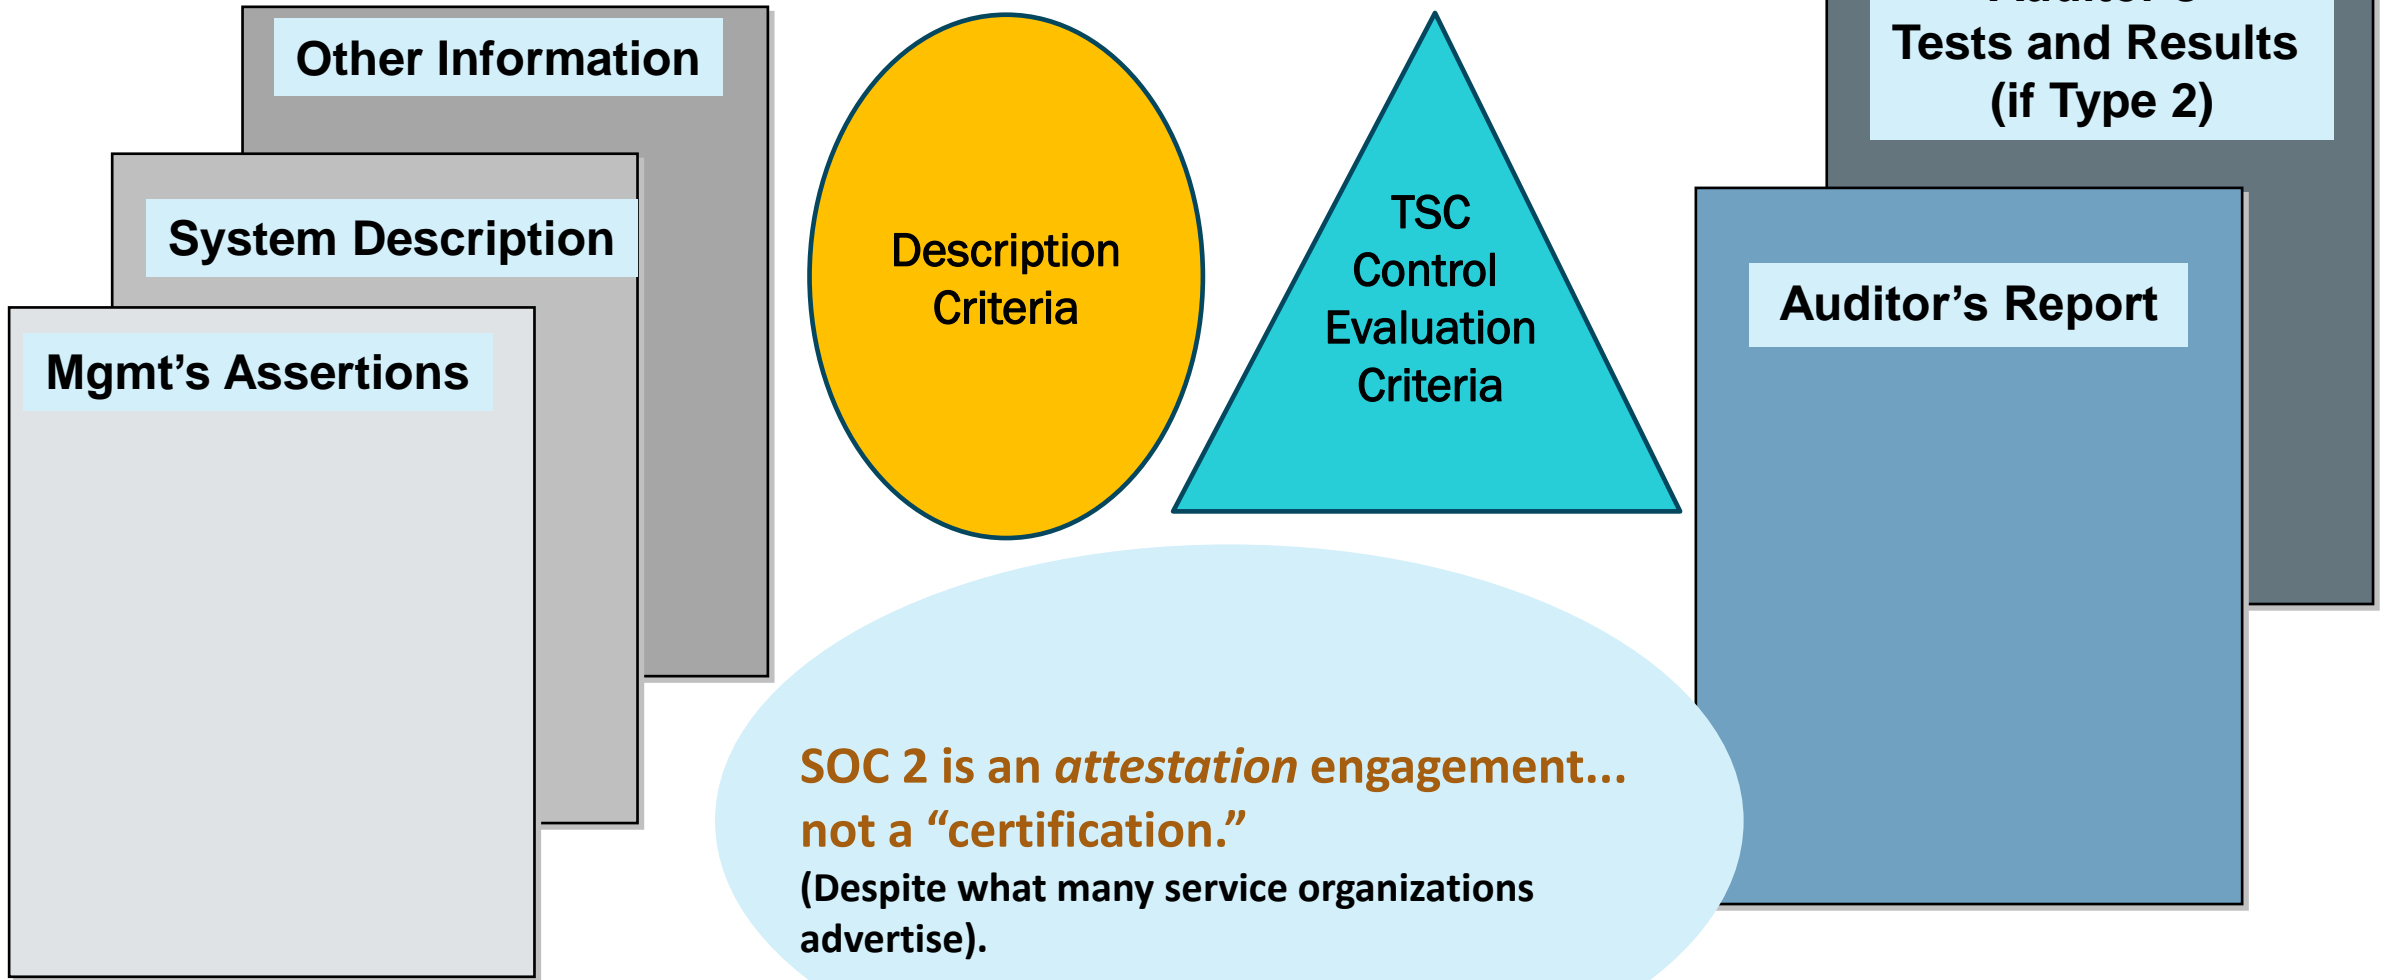 Other Information
System Description
Mgmt’s Assertions
Description
Criteria
TSC
Control
Evaluation
Criteria
Tests and Results
(if Type 2)
Auditor’s Report
SOC 2 is an attestation engagement...
not a “certification.”
(Despite what many service organizations
advertise).